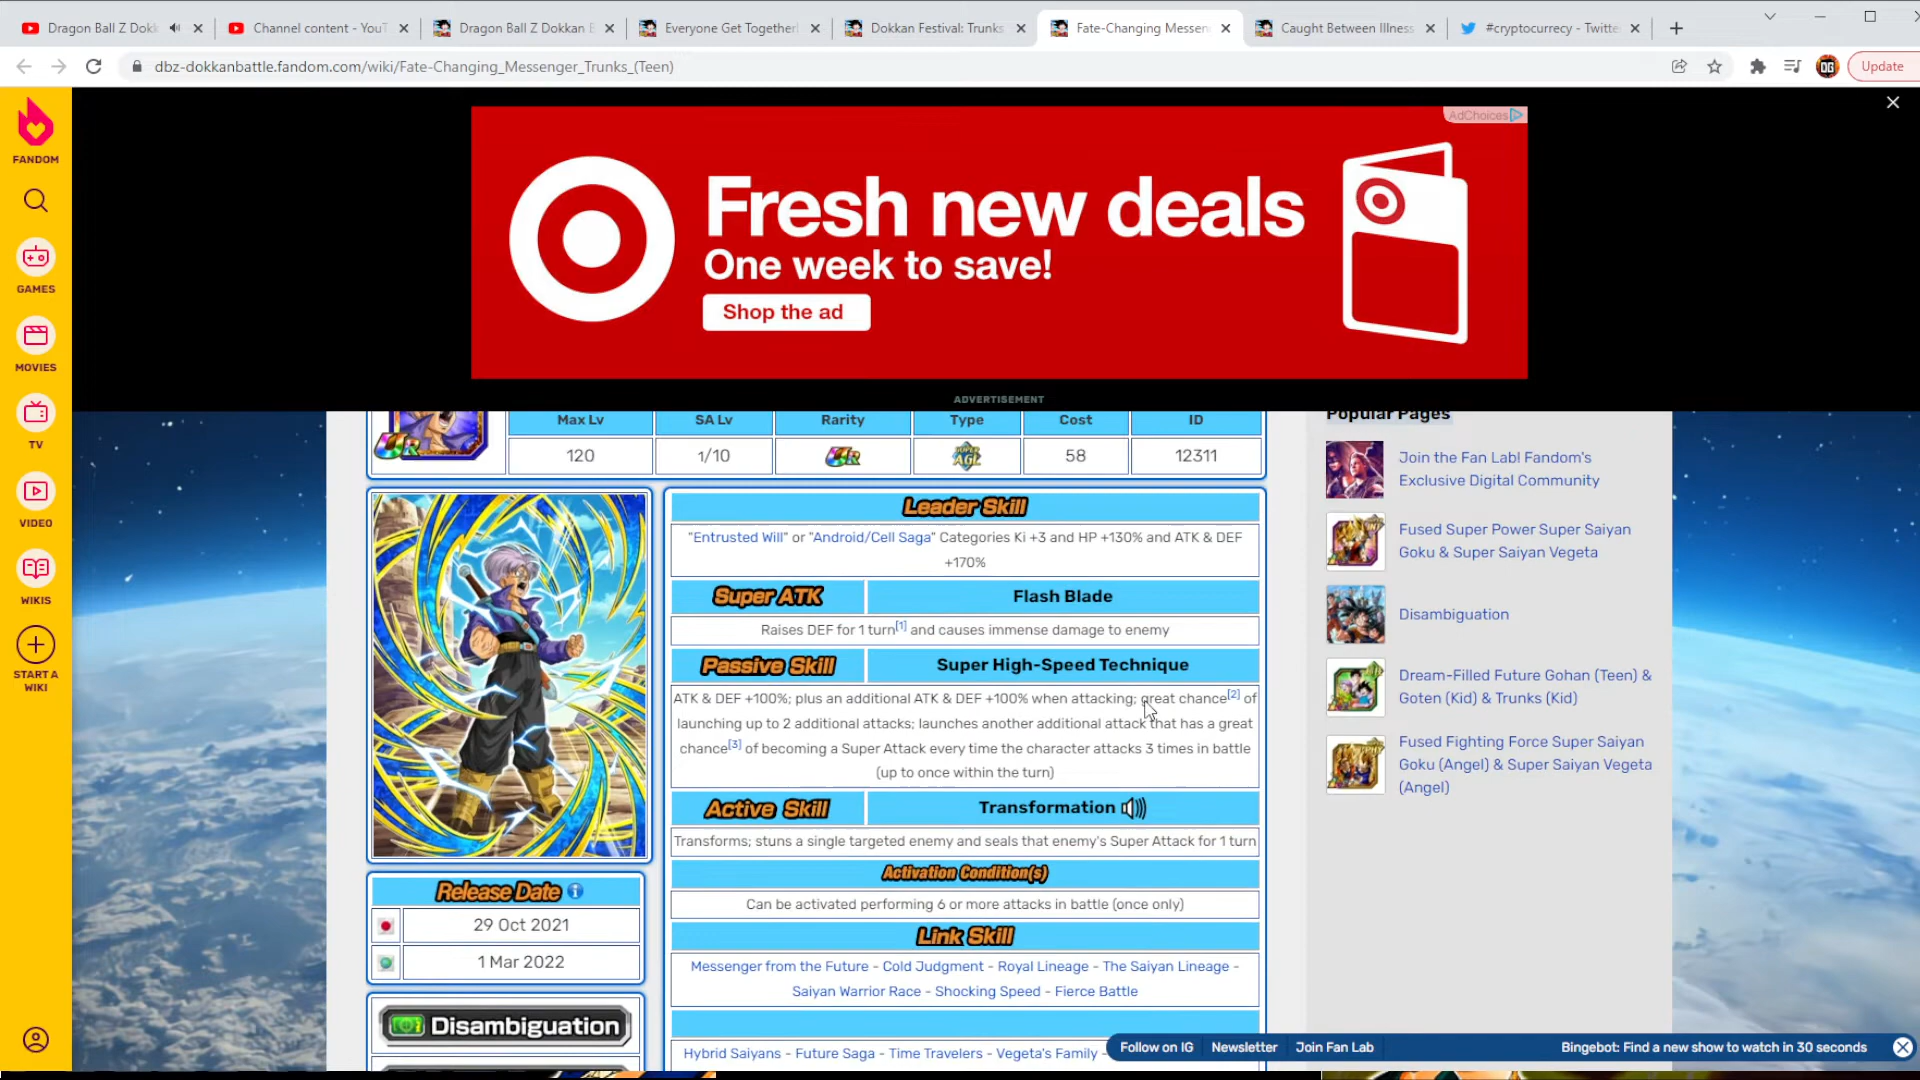 Dragon Ball Z Dokk
Channel content - YouT
Dragon Ball Z Dokkan B
Everyone Get Together!
Dokkan Festival: Trunks
Fate-Changing Messen
Caught Between Illness
#cryptocurrecy - Twitte
dbz-dokkanbattle.fandom.com/wiki/Fate-Changing_Messenger_Trunks_(Teen)
OG
Update
FANDOM
GAMES
MOVIES
TV
VIDEO
WIKIS
START A
WIKI
AdChoices
Fresh new deals
One week to save!
Shop the ad
ADVERTISEMENT
Max Lv
SA Lv
Rarity
Type
Cost
ID
UR
120
1/10
UR
SUPER AGL
58
12311
Leader Skill
"Entrusted Will" or "Android/Cell Saga" Categories Ki +3 and HP +130% and ATK & DEF
+170%
Super ATK
Flash Blade
Raises DEF for 1 turn[1] and causes immense damage to enemy
Passive Skill
Super High-Speed Technique
ATK & DEF +100%; plus an additional ATK & DEF +100% when attacking; great chance[2] of
launching up to 2 additional attacks; launches another additional attack that has a great
chance[3] of becoming a Super Attack every time the character attacks 3 times in battle
(up to once within the turn)
Active Skill
Transformation
Transforms; stuns a single targeted enemy and seals that enemy's Super Attack for 1 turn
Activation Condition(s)
Can be activated performing 6 or more attacks in battle (once only)
Link Skill
Messenger from the Future - Cold Judgment - Royal Lineage - The Saiyan Lineage -
Saiyan Warrior Race - Shocking Speed - Fierce Battle
Hybrid Saiyans - Future Saga - Time Travelers - Vegeta's Family -
Release Date
29 Oct 2021
1 Mar 2022
Disambiguation
Popular Pages
Join the Fan Lab! Fandom's
Exclusive Digital Community
Fused Super Power Super Saiyan
Goku & Super Saiyan Vegeta
Disambiguation
Dream-Filled Future Gohan (Teen) &
Goten (Kid) & Trunks (Kid)
Fused Fighting Force Super Saiyan
Goku (Angel) & Super Saiyan Vegeta
(Angel)
Follow on IG
Newsletter
Join Fan Lab
Bingebot: Find a new show to watch in 30 seconds